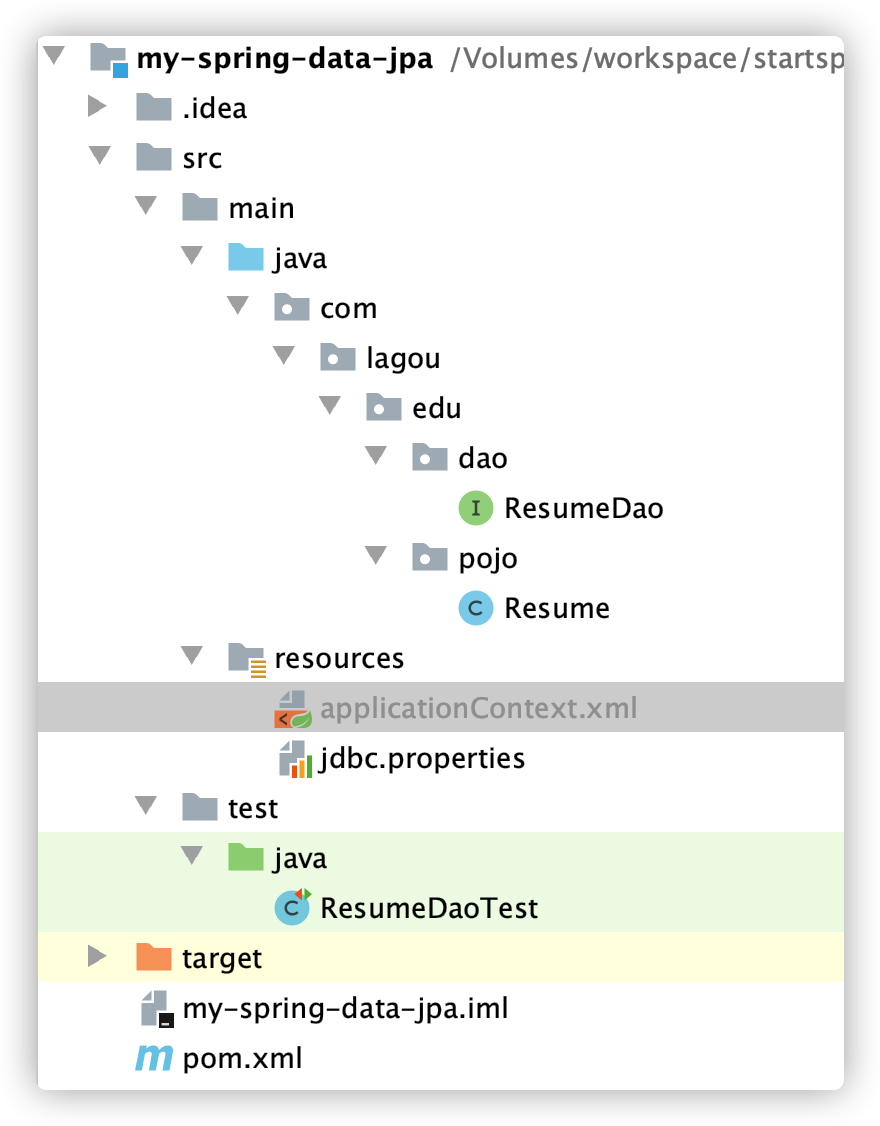 my-spring-data-jpa /Volumes/workspace/startsp
.idea
src
main
java
com
lagou
edu
dao
I ResumeDao
pojo
C Resume
resources
applicationContext.xml
jdbc.properties
test
java
C ResumeDaoTest
target
my-spring-data-jpa.iml
m pom.xml